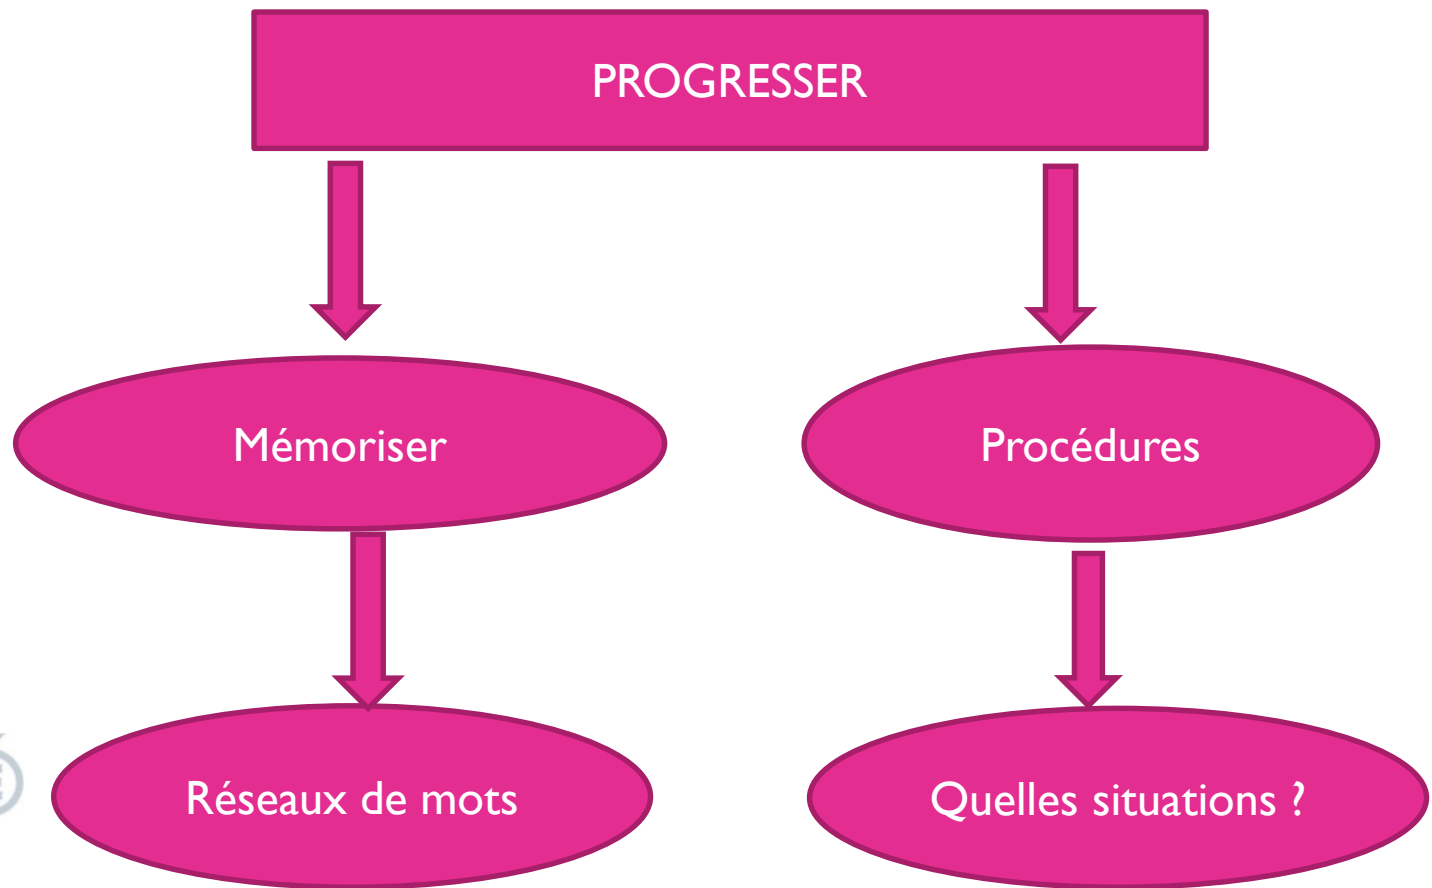 PROGRESSER
Mémoriser
Procédures
Réseaux de mots
Quelles situations ?